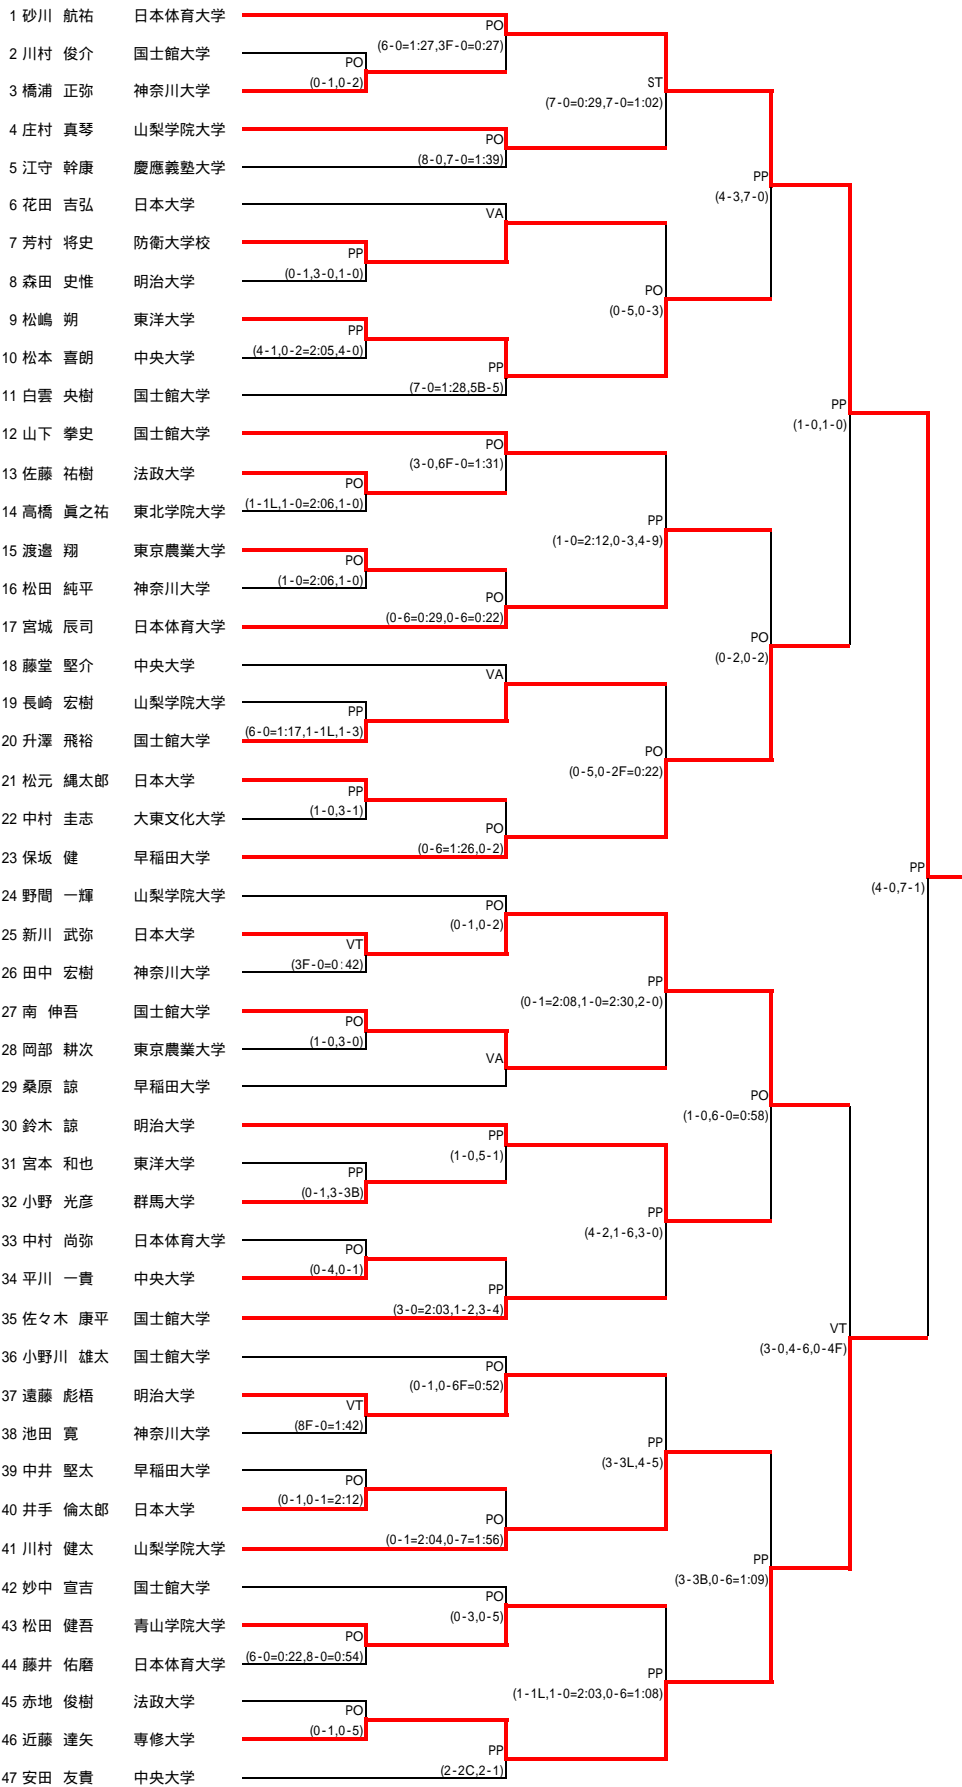 1 砂川 航祐 日本体育大学
PO
(6-0=1:27,3F-0=0:27)
2 川村 俊介 国士館大学
PO
(0-1,0-2)
3 橋浦 正弥 神奈川大学
ST
(7-0=0:29,7-0=1:02)
4 庄村 真琴 山梨学院大学
PO
(8-0,7-0=1:39)
5 江守 幹康 慶應義塾大学
PP
(4-3,7-0)
6 花田 吉弘 日本大学
VA
7 芳村 将史 防衛大学校
PP
(0-1,3-0,1-0)
8 森田 史惟 明治大学
PO
(0-5,0-3)
9 松嶋 朔 東洋大学
PP
(4-1,0-2=2:05,4-0)
10 松本 喜朗 中央大学
PP
(7-0=1:28,5B-5)
11 白雲 央樹 国士館大学
PP
(1-0,1-0)
12 山下 拳史 国士館大学
PO
(3-0,6F-0=1:31)
13 佐藤 祐樹 法政大学
PO
(1-1L,1-0=2:06,1-0)
14 高橋 眞之祐 東北学院大学
PP
(1-0=2:12,0-3,4-9)
15 渡邉 翔 東京農業大学
PO
(1-0=2:06,1-0)
16 松田 純平 神奈川大学
PO
(0-6=0:29,0-6=0:22)
17 宮城 辰司 日本体育大学
PO
(0-2,0-2)
18 藤堂 堅介 中央大学
VA
19 長崎 宏樹 山梨学院大学
PP
(6-0=1:17,1-1L,1-3)
20 升澤 飛裕 国士館大学
PO
(0-5,0-2F=0:22)
21 松元 縄太郎 日本大学
PP
(1-0,3-1)
22 中村 圭志 大東文化大学
PO
(0-6=1:26,0-2)
23 保坂 健 早稲田大学
PP
(4-0,7-1)
24 野間 一輝 山梨学院大学
PO
(0-1,0-2)
25 新川 武弥 日本大学
VT
(3F-0=0:42)
26 田中 宏樹 神奈川大学
PP
(0-1=2:08,1-0=2:30,2-0)
27 南 伸吾 国士館大学
PO
(1-0,3-0)
28 岡部 耕次 東京農業大学
VA
29 桑原 諒 早稲田大学
PO
(1-0,6-0=0:58)
30 鈴木 諒 明治大学
PP
(1-0,5-1)
31 宮本 和也 東洋大学
PP
(0-1,3-3B)
32 小野 光彦 群馬大学
PP
(4-2,1-6,3-0)
33 中村 尚弥 日本体育大学
PO
(0-4,0-1)
34 平川 一貴 中央大学
PP
(3-0=2:03,1-2,3-4)
35 佐々木 康平 国士館大学
VT
(3-0,4-6,0-4F)
36 小野川 雄太 国士館大学
PO
(0-1,0-6F=0:52)
37 遠藤 彪梧 明治大学
VT
(8F-0=1:42)
38 池田 寛 神奈川大学
PP
(3-3L,4-5)
39 中井 堅太 早稲田大学
PO
(0-1,0-1=2:12)
40 井手 倫太郎 日本大学
PO
(0-1=2:04,0-7=1:56)
41 川村 健太 山梨学院大学
PP
(3-3B,0-6=1:09)
42 妙中 宣吉 国士館大学
PO
(0-3,0-5)
43 松田 健吾 青山学院大学
PO
(6-0=0:22,8-0=0:54)
44 藤井 佑磨 日本体育大学
PP
(1-1L,1-0=2:03,0-6=1:08)
45 赤地 俊樹 法政大学
PO
(0-1,0-5)
46 近藤 達矢 専修大学
PP
(2-2C,2-1)
47 安田 友貴 中央大学